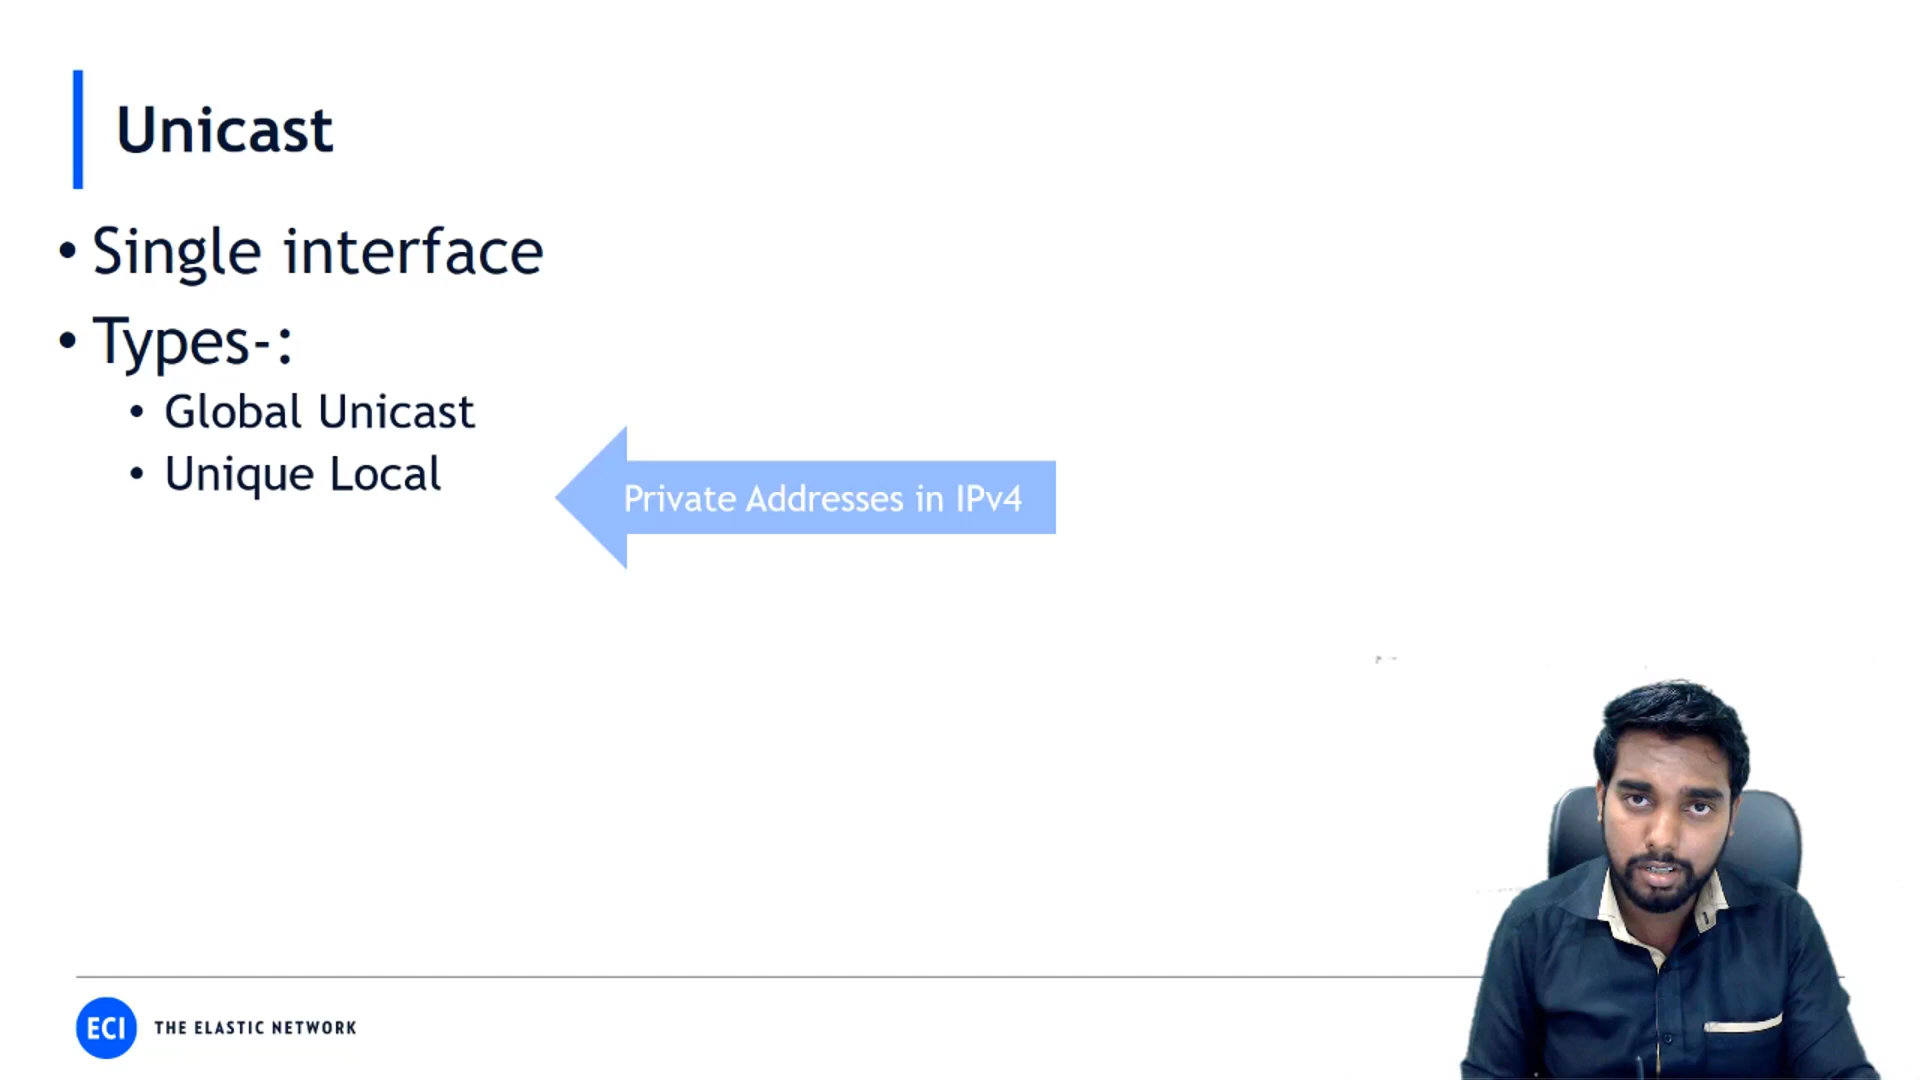 Unicast
• Single interface
• Types-:
• Global Unicast
• Unique Local
Private Addresses in IPv4
ECI THE ELASTIC NETWORK